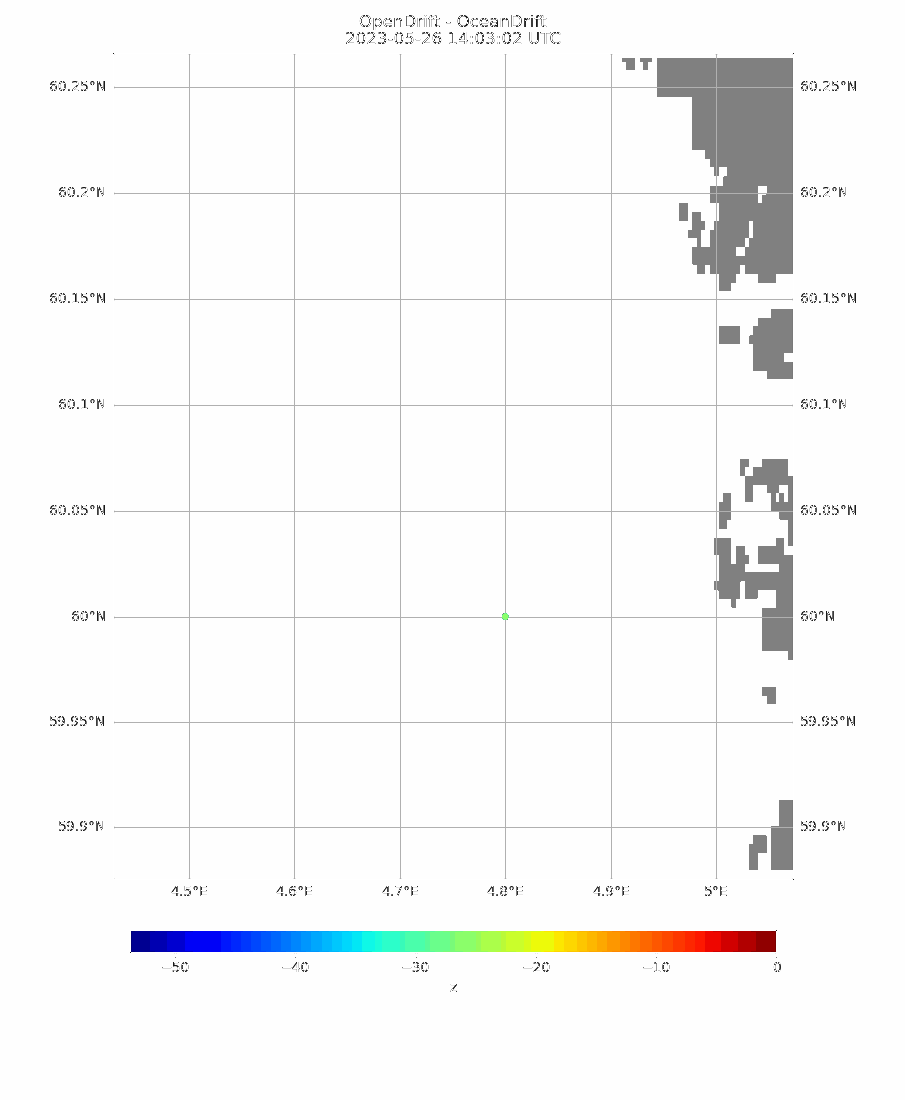 OpenDrift - OceanDrift
2023-05-26 14:03:02 UTC
60.25°N 60.25°N
60.2°N 60.2°N
60.15°N 60.15°N
60.1°N 60.1°N
60.05°N 60.05°N
60°N 60°N
59.95°N 59.95°N
59.9°N 59.9°N
4.5°E 4.6°E 4.7°E 4.8°E 4.9°E 5°E
−50 −40 −30 −20 −10 0
z